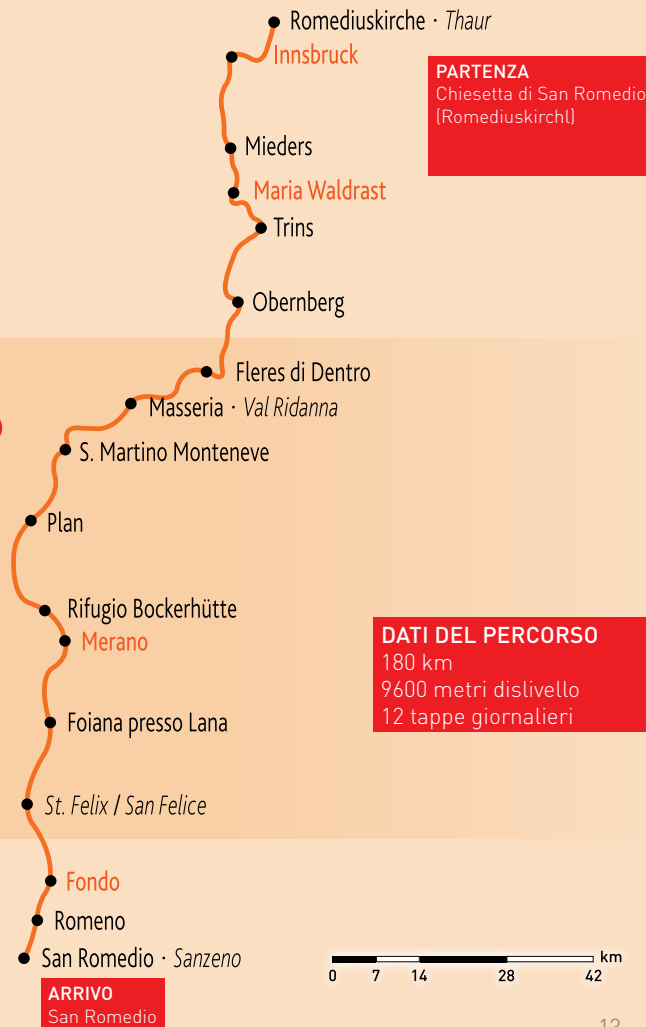 Romediuskirche · Thaur
Innsbruck
PARTENZA
Chiesetta di San Romedio
(Romediuskirchl)
Mieders
Maria Waldrast
Trins
Obernberg
Fleres di Dentro
Masseria · Val Ridanna
S. Martino Monteneve
Plan
Rifugio Bockerhütte
Merano
DATI DEL PERCORSO
180 km
9600 metri dislivello
12 tappe giornalieri
Foiana presso Lana
St. Felix / San Felice
Fondo
Romeno
San Romedio · Sanzeno
km
0 7 14 28 42
ARRIVO
San Romedio